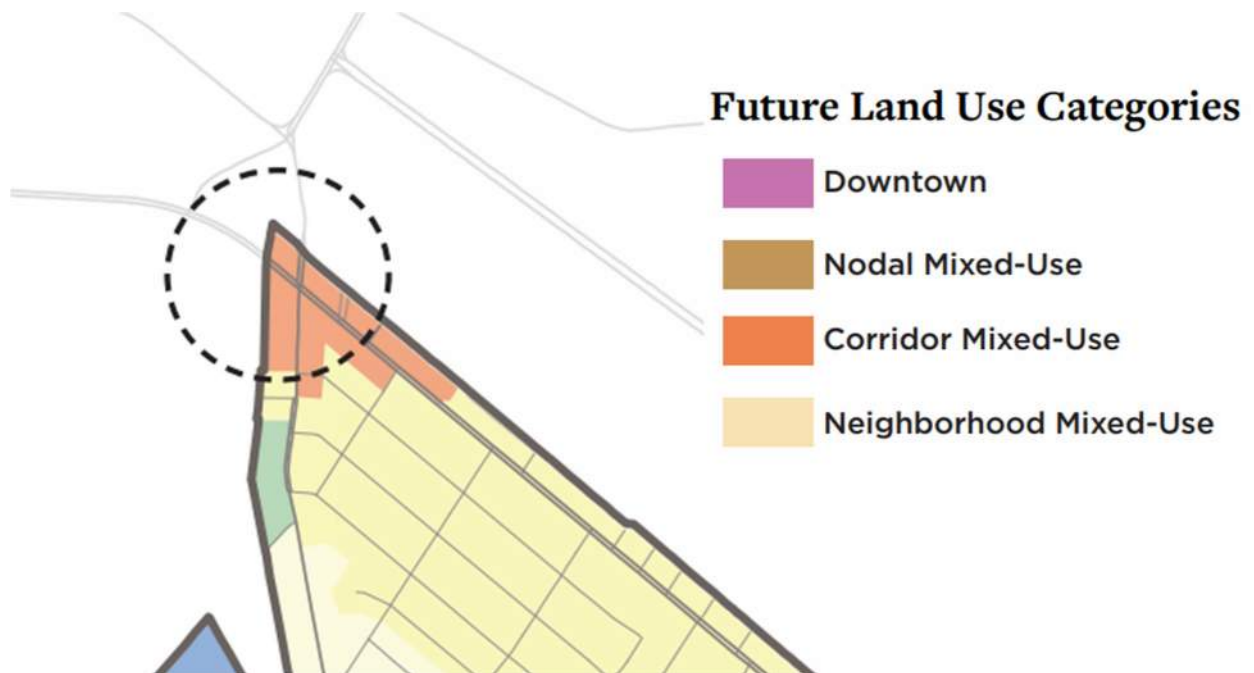 Future Land Use Categories
Downtown
Nodal Mixed-Use
Corridor Mixed-Use
Neighborhood Mixed-Use